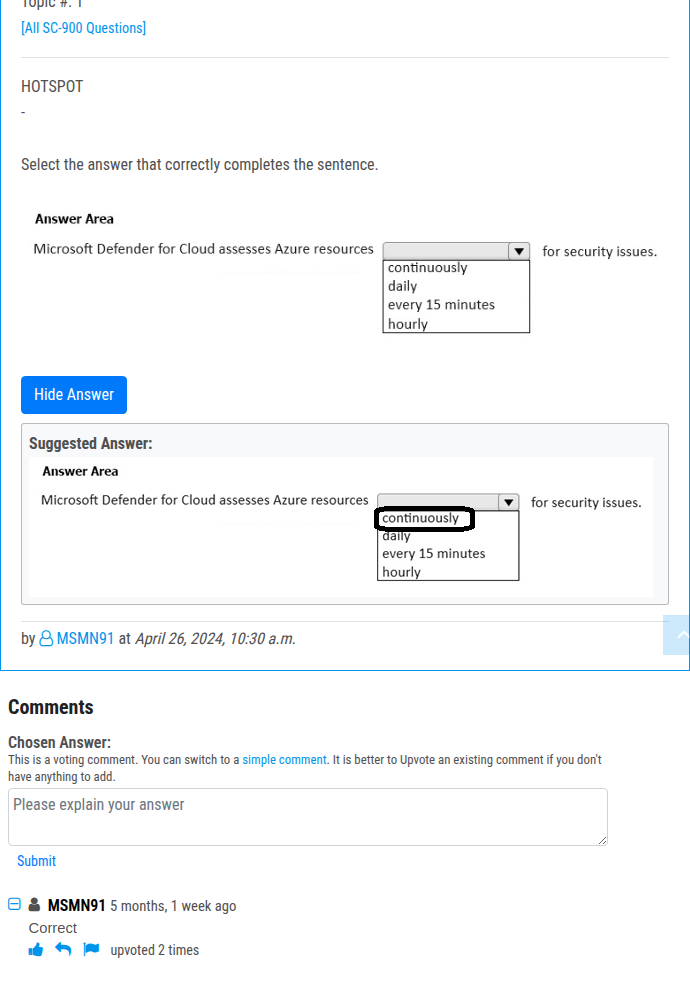 Topic #: 1
[All SC-900 Questions]
HOTSPOT
-
Select the answer that correctly completes the sentence.
Answer Area
Microsoft Defender for Cloud assesses Azure resources for security issues.
continuously
daily
every 15 minutes
hourly
Hide Answer
Suggested Answer:
Answer Area
Microsoft Defender for Cloud assesses Azure resources for security issues.
continuously
daily
every 15 minutes
hourly
by MSMN91 at April 26, 2024, 10:30 a.m.
Comments
Chosen Answer:
This is a voting comment. You can switch to a simple comment. It is better to Upvote an existing comment if you don't
have anything to add.
Please explain your answer
Submit
MSMN91 5 months, 1 week ago
Correct
upvoted 2 times